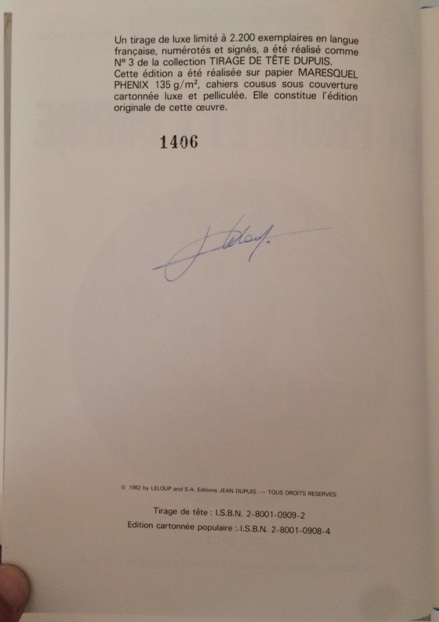 Un tirage de luxe limité à 2.200 exemplaires en langue
française, numérotés et signés, a été réalisé comme
N° 3 de la collection TIRAGE DE TÊTE DUPUIS.
Cette édition a été réalisée sur papier MARESQUEL
PHENIX 135 g/m², cahiers cousus sous couverture
cartonnée luxe et pelliculée. Elle constitue l'édition
originale de cette œuvre.
1406
Leloup.
© 1982 by LELOUP and S.A. Editions JEAN DUPUIS. — TOUS DROITS RESERVES.
Tirage de tête : I.S.B.N. 2-8001-0909-2
Edition cartonnée populaire : I.S.B.N. 2-8001-0908-4